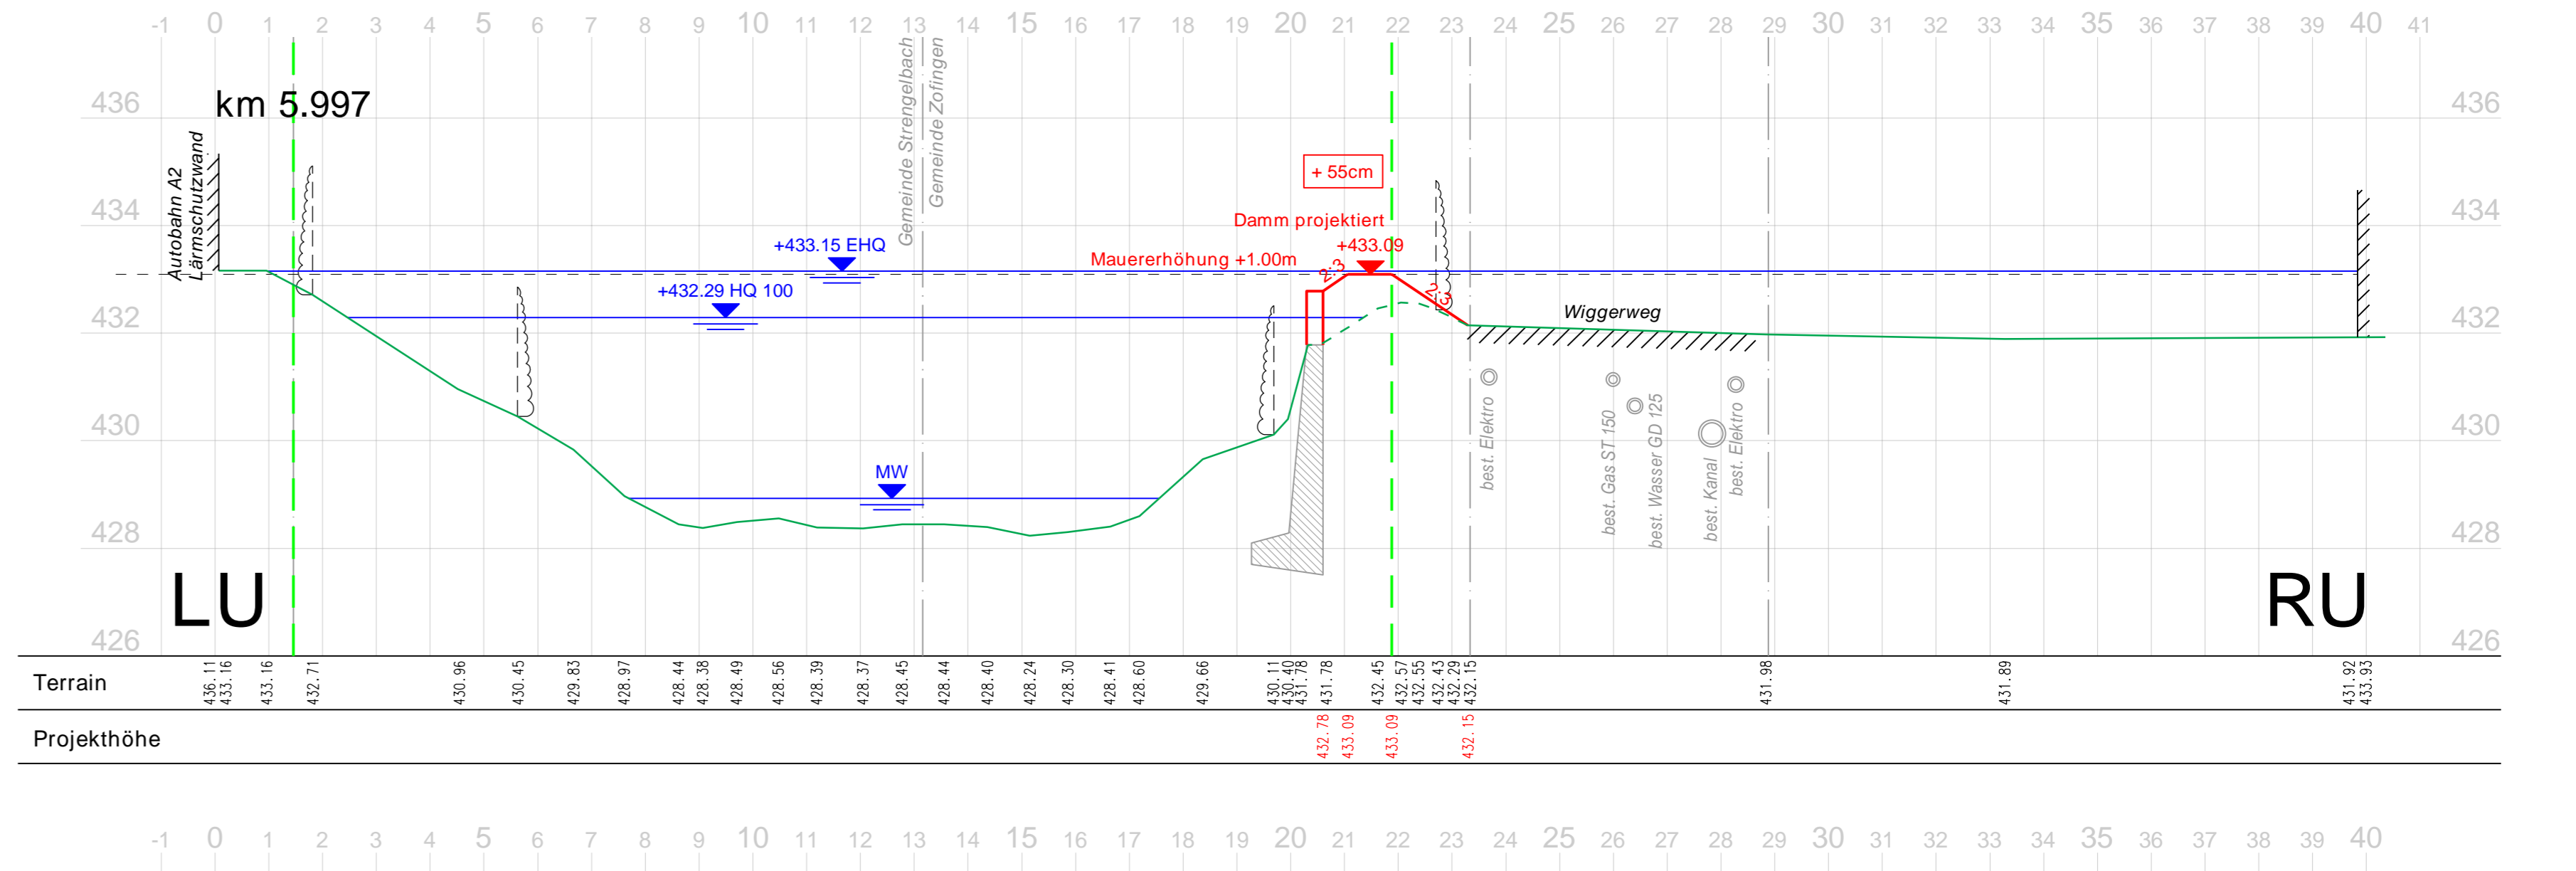 -1 0 1 2 3 4 5 6 7 8 9 10 11 12 13 14 15 16 17 18 19 20 21 22 23 24 25 26 27 28 29 30 31 32 33 34 35 36 37 38 39 40 41
km 5.997
436 436
434 434
432 432
430 430
428 428
426 426
Autobahn A2
Lärmschutzwand
Gemeinde Strengelbach
Gemeinde Zofingen
+ 55cm
Damm projektiert
+433.09
Mauererhöhung +1.00m
2:3
2:3
+433.15 EHQ
+432.29 HQ 100
MW
Wiggerweg
best. Elektro
best. Gas ST 150
best. Wasser GD 125
best. Kanal
best. Elektro
LU
RU
Terrain
436.11 433.16 433.16 432.71 430.96 430.45 429.83 428.97 428.44 428.38 428.49 428.56 428.39 428.37 428.45 428.44 428.40 428.24 428.30 428.41 428.60 429.66 430.11 430.40 431.78 431.78 432.45 432.57 432.55 432.43 432.29 432.15 431.98 431.89 431.92 433.93
Projekthöhe
432.78 433.09 433.09 432.15
-1 0 1 2 3 4 5 6 7 8 9 10 11 12 13 14 15 16 17 18 19 20 21 22 23 24 25 26 27 28 29 30 31 32 33 34 35 36 37 38 39 40